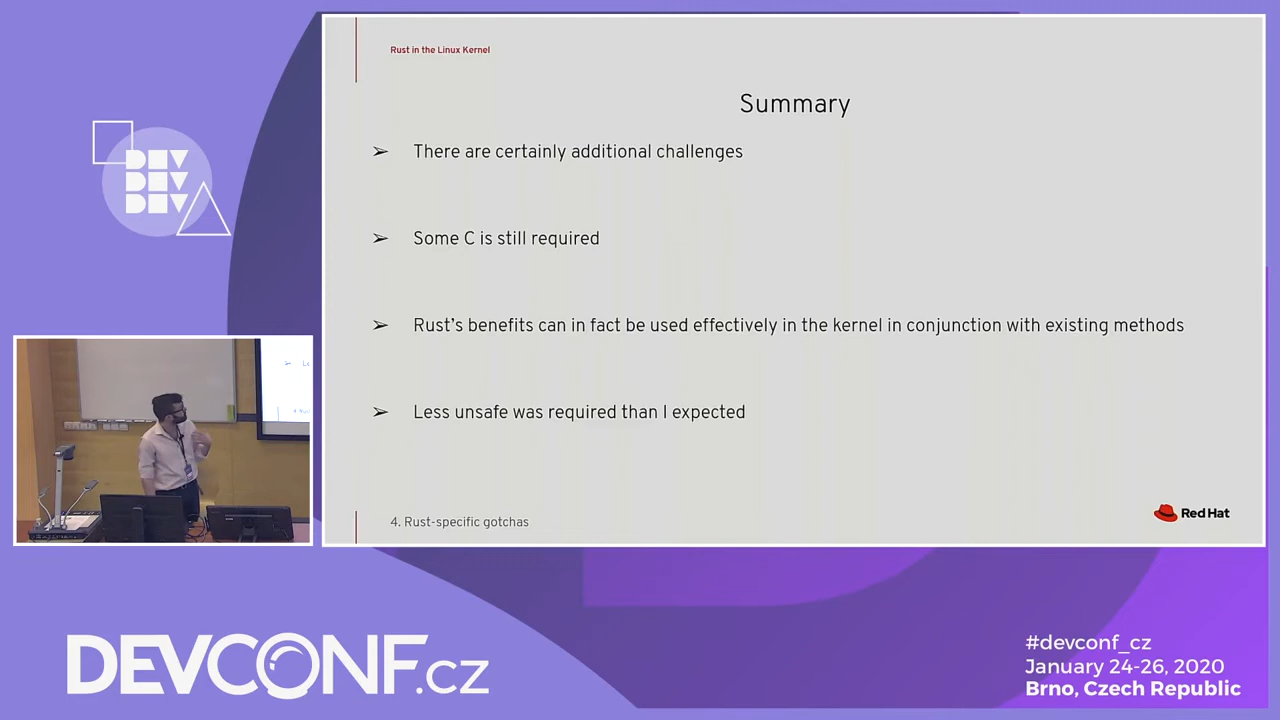 Rust in the Linux Kernel
Summary
➢ There are certainly additional challenges
➢ Some C is still required
➢ Rust's benefits can in fact be used effectively in the kernel in conjunction with existing methods
➢ Less unsafe was required than I expected
4. Rust-specific gotchas
Red Hat
DEV
DEV
DEV
DEVCONF.cz
#devconf_cz
January 24-26, 2020
Brno, Czech Republic